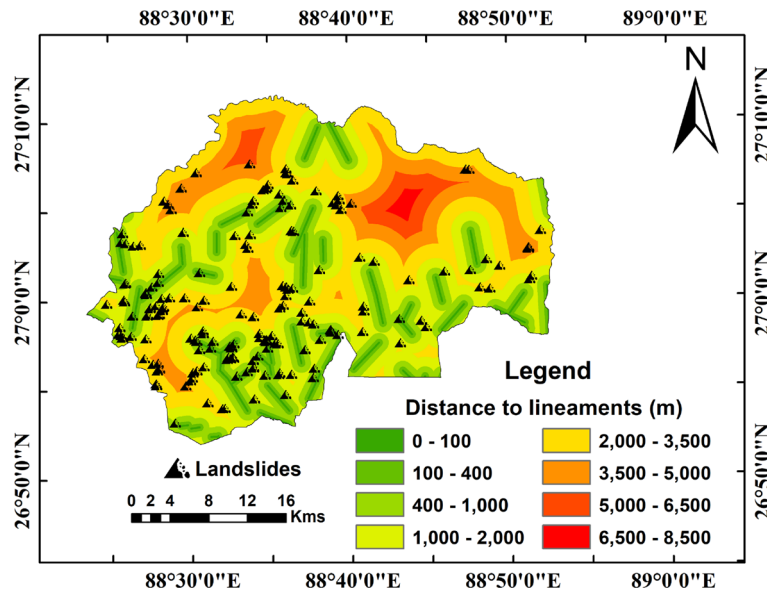 88°30'0"E 88°40'0"E 88°50'0"E 89°0'0"E
N
27°10'0"N 27°10'0"N
27°0'0"N 27°0'0"N
26°50'0"N 26°50'0"N
Legend
Distance to lineaments (m)
0 - 100 2,000 - 3,500
100 - 400 3,500 - 5,000
400 - 1,000 5,000 - 6,500
1,000 - 2,000 6,500 - 8,500
Landslides
0 2 4 8 12 16
Kms
88°30'0"E 88°40'0"E 88°50'0"E 89°0'0"E